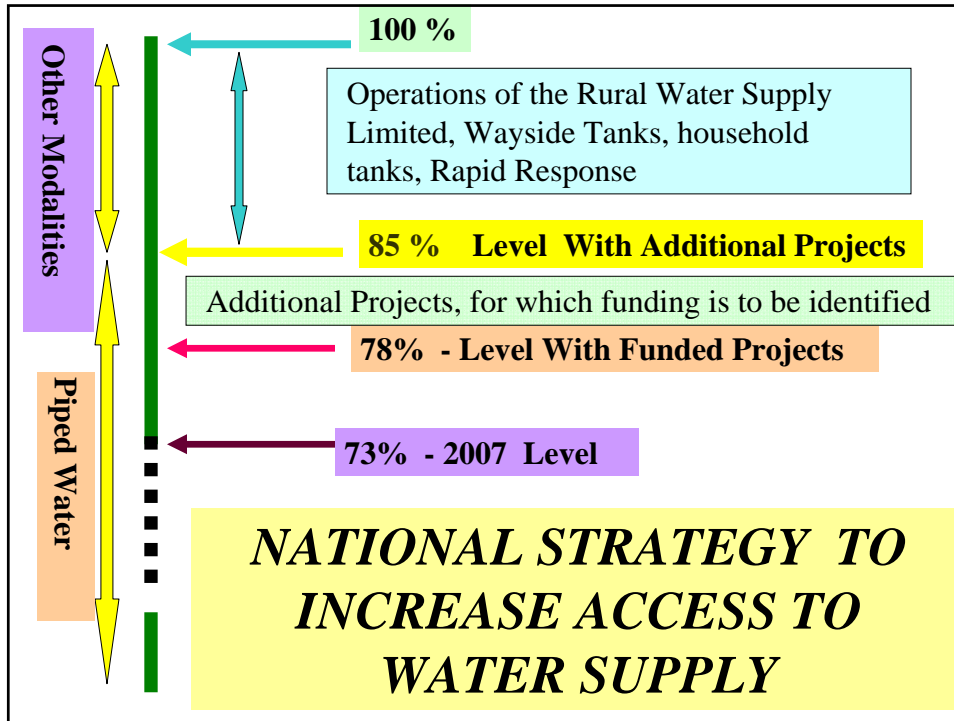 100 %
Other Modalities
Operations of the Rural Water Supply
Limited, Wayside Tanks, household
tanks, Rapid Response
85 % Level With Additional Projects
Additional Projects, for which funding is to be identified
78% - Level With Funded Projects
Piped Water
73% - 2007 Level
NATIONAL STRATEGY TO
INCREASE ACCESS TO
WATER SUPPLY